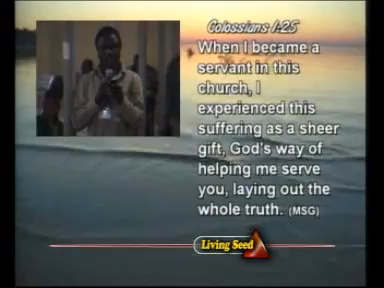 Colossians 1:25
When I became a
servant in this
church, I
experienced this
suffering as a sheer
gift, God's way of
helping me serve
you, laying out the
whole truth. (MSG)
Living Seed